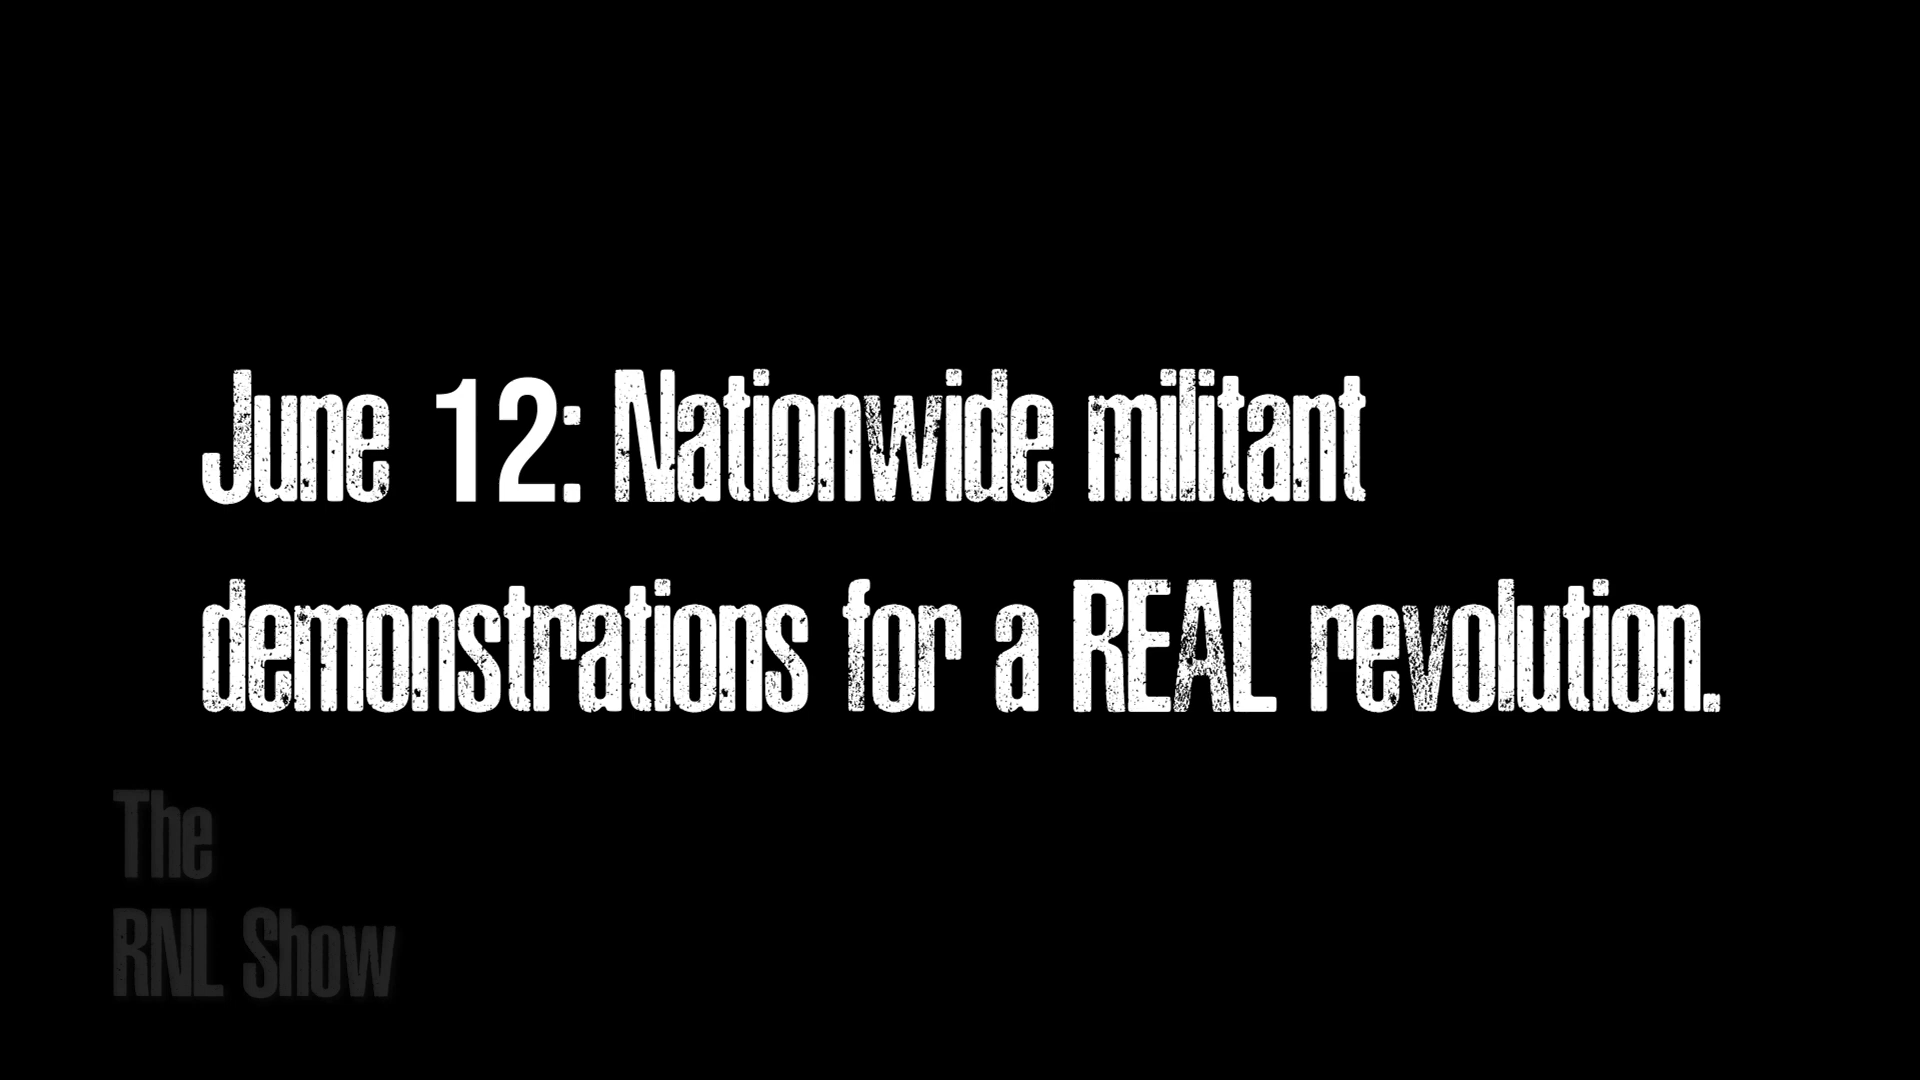 June 12: Nationwide militant
demonstrations for a REAL revolution.
The
RNL Show